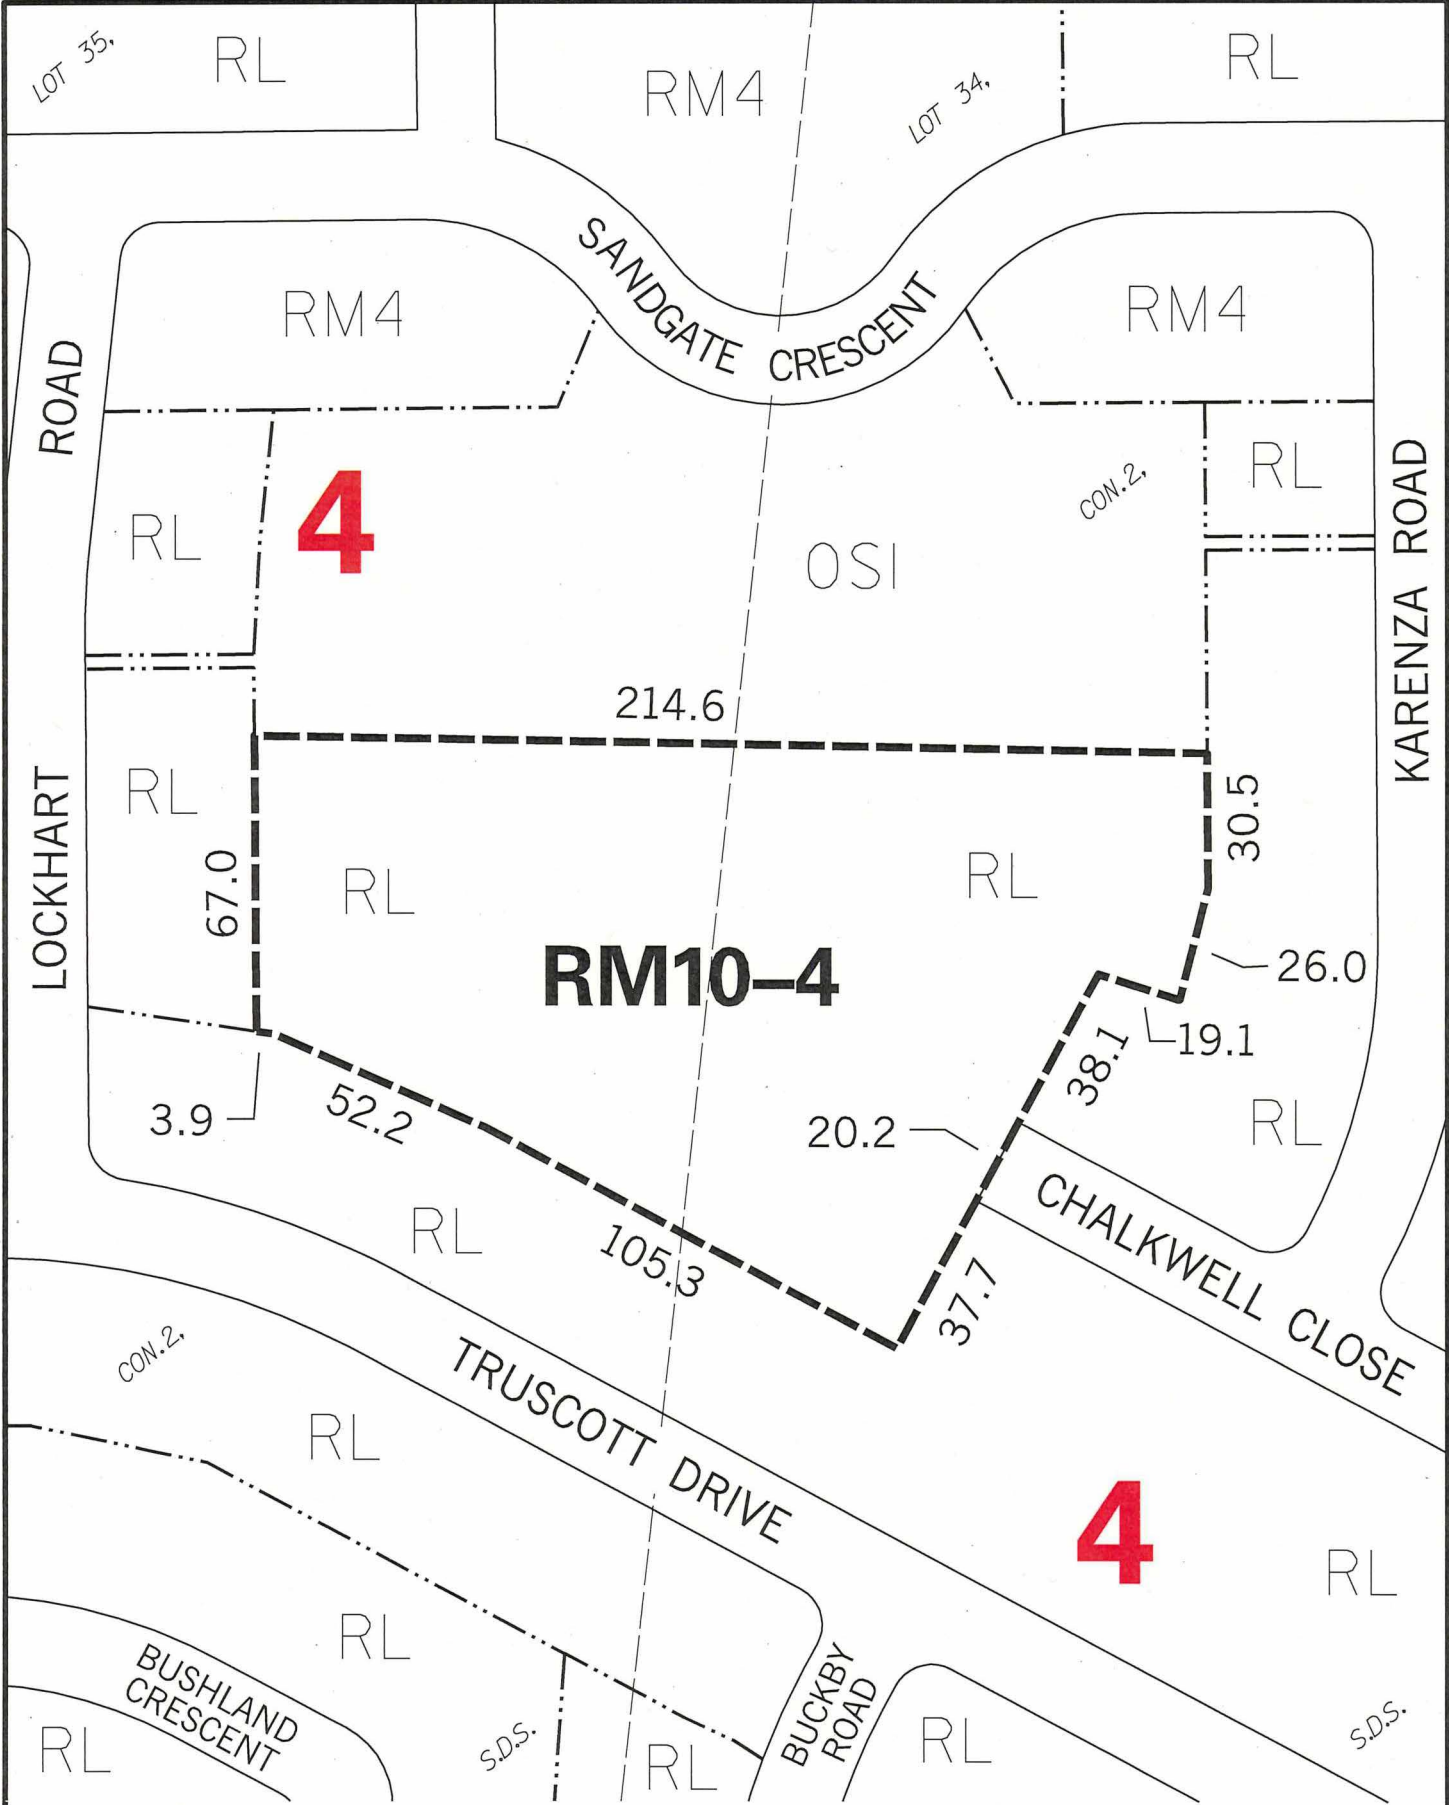 LOT 35,
RL
RM4
LOT 34,
RL
RM4
SANDGATE CRESCENT
RM4
LOCKHART ROAD
RL
4
OS1
CON.2,
RL
KARENZA ROAD
214.6
RL
67.0
RL
RL
30.5
RM10–4
26.0
19.1
38.1
3.9
52.2
20.2
RL
RL
105.3
37.7
CHALKWELL CLOSE
CON.2,
TRUSCOTT DRIVE
RL
4
RL
RL
BUSHLAND
CRESCENT
RL
S.D.S.
RL
BUCKBY
ROAD
RL
S.D.S.